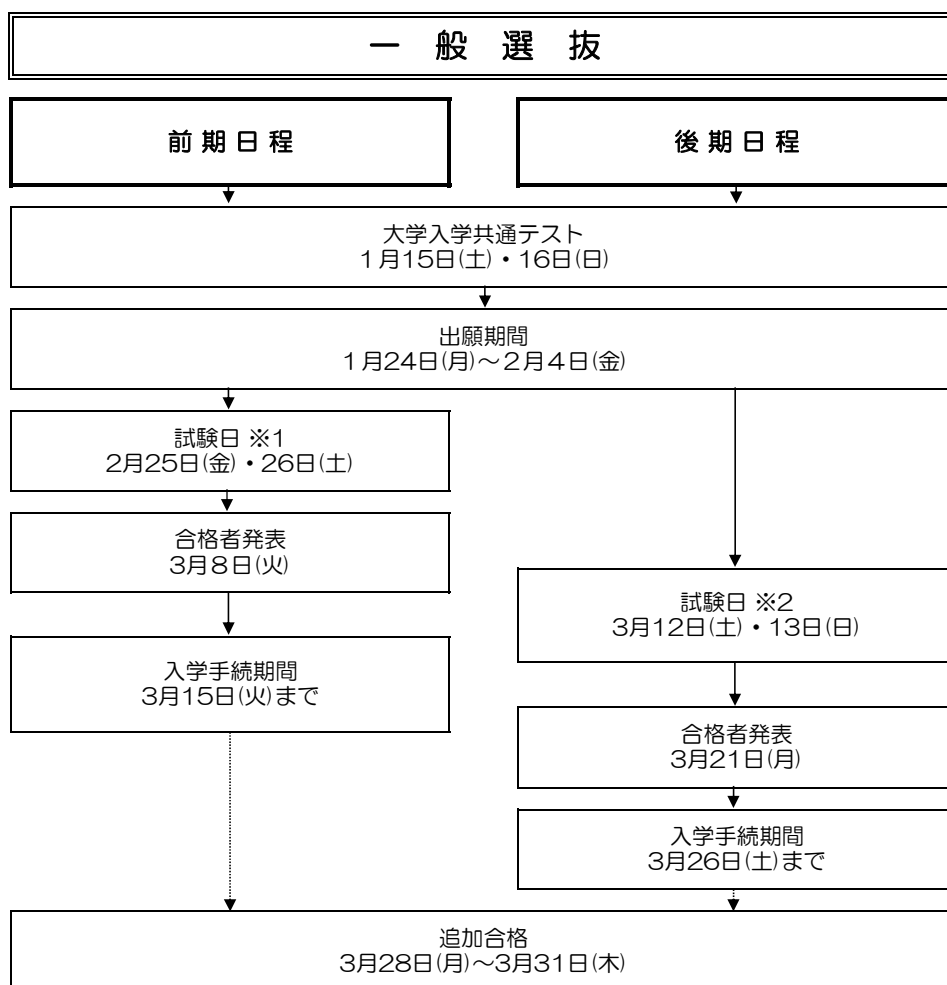 一 般 選 抜
前 期 日 程
後 期 日 程
大学入学共通テスト
1月15日(土)・16日(日)
出願期間
1月24日(月)～2月4日(金)
試験日 ※1
2月25日(金)・26日(土)
合格者発表
3月8日(火)
入学手続期間
3月15日(火)まで
試験日 ※2
3月12日(土)・13日(日)
合格者発表
3月21日(月)
入学手続期間
3月26日(土)まで
追加合格
3月28日(月)～3月31日(木)